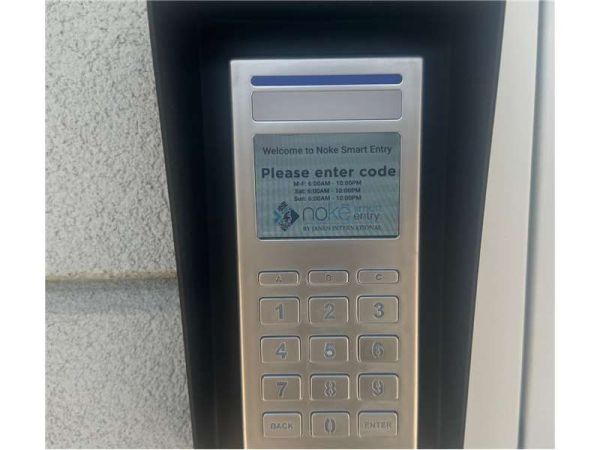 Welcome to Noke Smart Entry
Please enter code
M-F: 6:00AM - 10:00PM
Sat: 6:00AM - 10:00PM
Sun: 6:00AM - 10:00PM
nokē smart
entry
BY JANUS INTERNATIONAL
A B C
1 2 3
4 5 6
7 8 9
BACK 0 ENTER